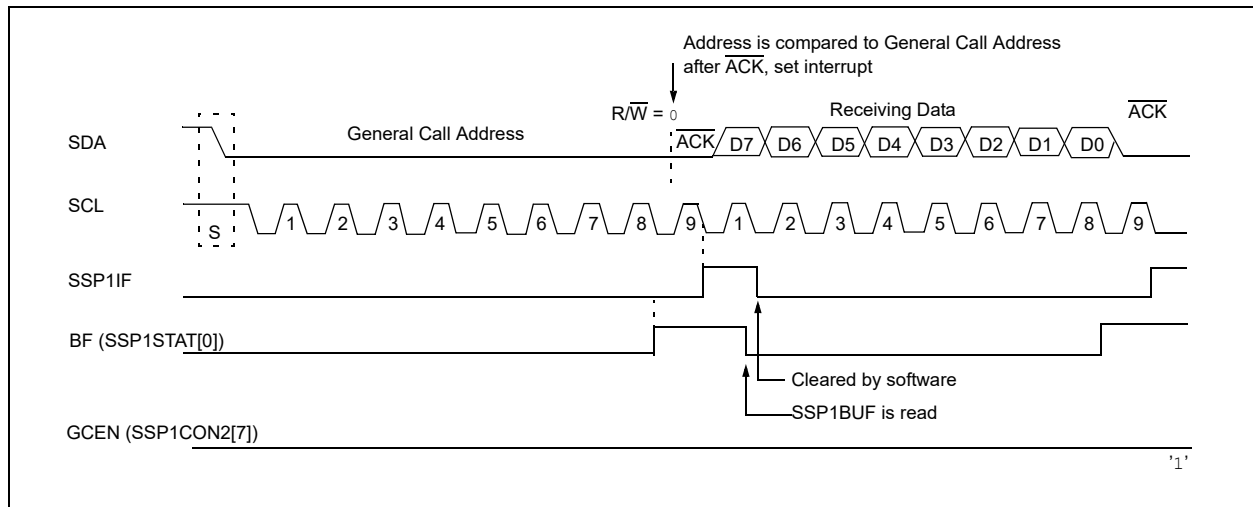 Address is compared to General Call Address
after ACK, set interrupt
R/W = 0
Receiving Data
ACK
SDA
General Call Address
ACK D7 D6 D5 D4 D3 D2 D1 D0
SCL
S
1 2 3 4 5 6 7 8 9 1 2 3 4 5 6 7 8 9
SSP1IF
BF (SSP1STAT[0])
Cleared by software
SSP1BUF is read
GCEN (SSP1CON2[7])
'1'